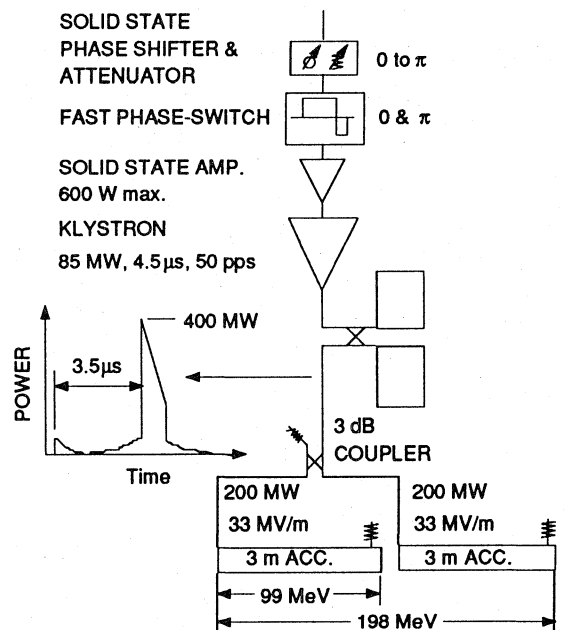 SOLID STATE
PHASE SHIFTER &
ATTENUATOR
0 to π
FAST PHASE-SWITCH
0 & π
SOLID STATE AMP.
600 W max.
KLYSTRON
85 MW, 4.5μs, 50 pps
400 MW
3.5μs
POWER
Time
3 dB
COUPLER
200 MW
200 MW
33 MV/m
33 MV/m
3 m ACC.
3 m ACC.
99 MeV
198 MeV